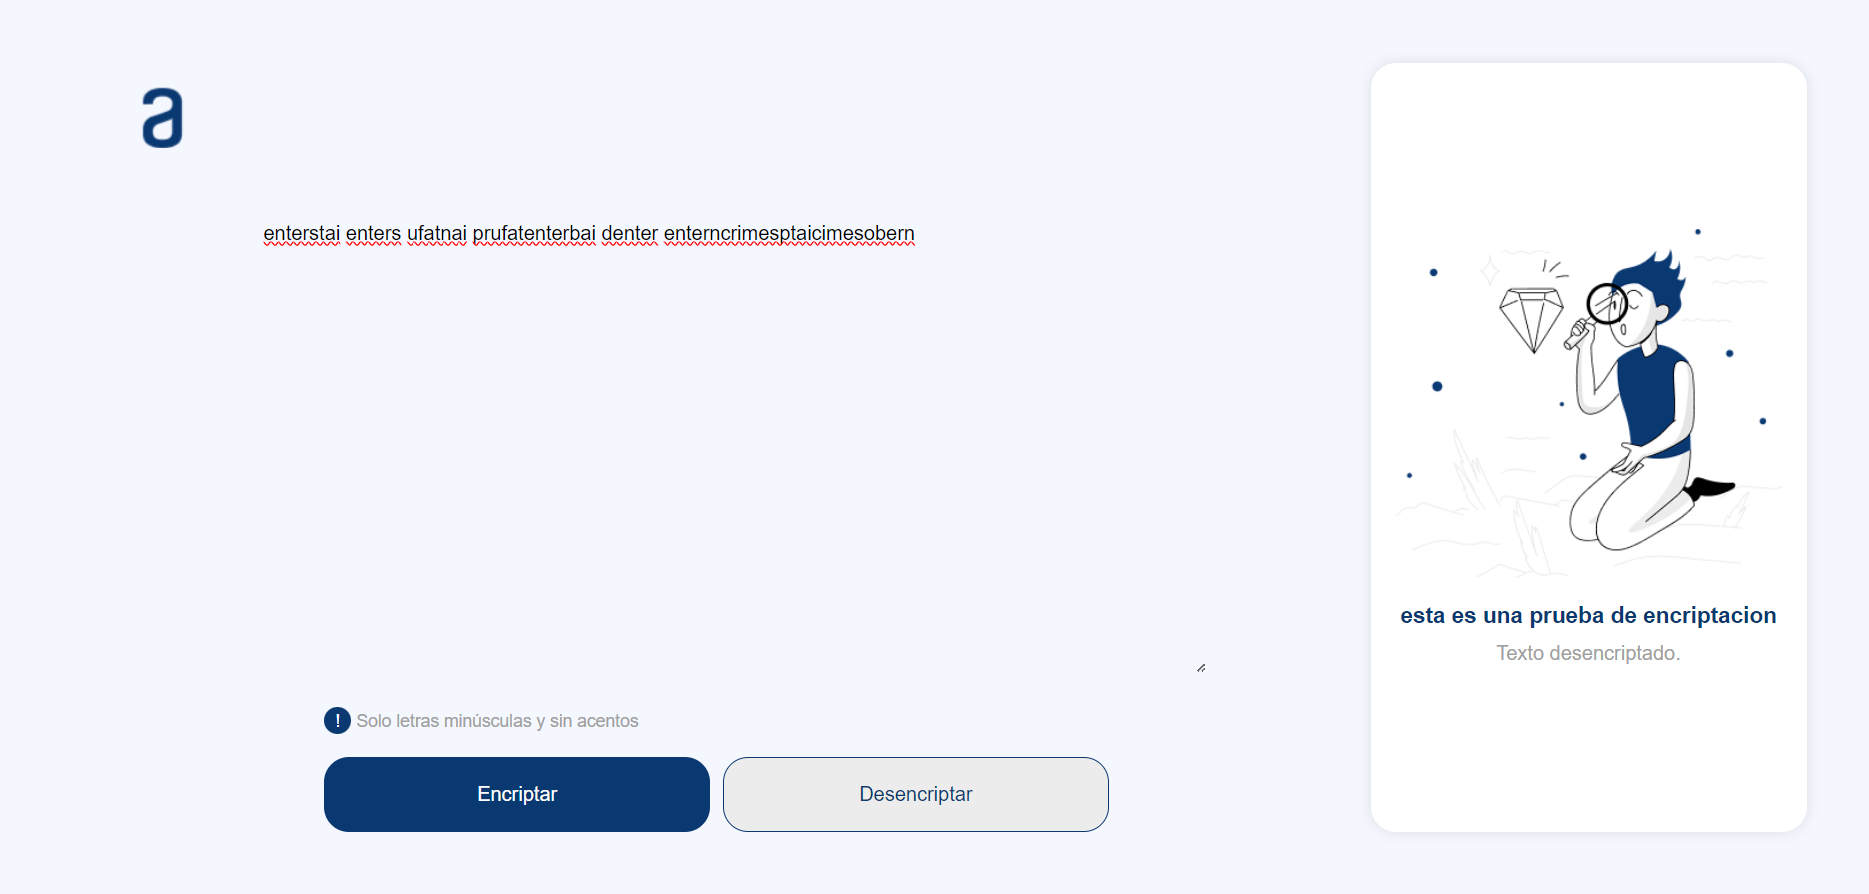 a
enterstai enters ufatnai prufatenterbai denter enterncrimesptaicimesobern
! Solo letras minúsculas y sin acentos
Encriptar
Desencriptar
esta es una prueba de encriptacion
Texto desencriptado.